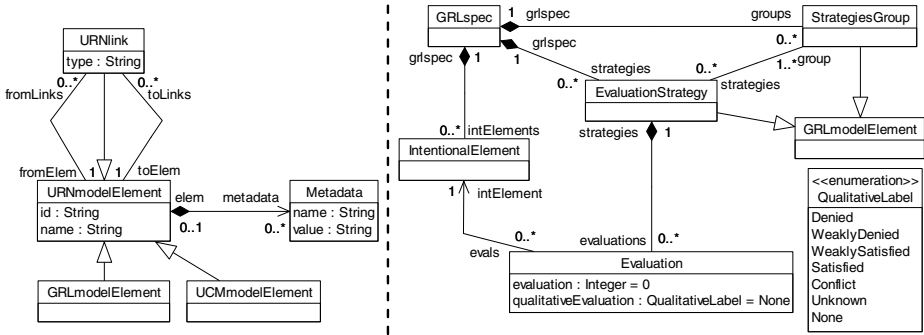 URNlink
type : String
0..*
0..*
fromLinks
toLinks
fromElem
1
1
toElem
URNmodelElement
id : String
name : String
elem
metadata
0..1
0..*
Metadata
name : String
value : String
GRLmodelElement
UCMmodelElement
GRLspec
1
grlspec
groups
0..*
StrategiesGroup
grlspec
1
grlspec
1
strategies
0..*
1..*
group
0..*
strategies
EvaluationStrategy
strategies
1
GRLmodelElement
0..*
intElements
IntentionalElement
1
intElement
0..*
evals
evaluations
0..*
Evaluation
evaluation : Integer = 0
qualitativeEvaluation : QualitativeLabel = None
<<enumeration>>
QualitativeLabel
Denied
WeaklyDenied
WeaklySatisfied
Satisfied
Conflict
Unknown
None